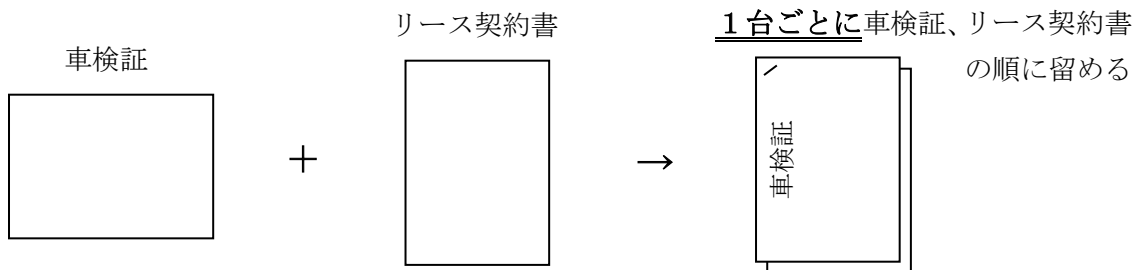 車検証
+
リース契約書
→
１台ごとに車検証、リース契約書
の順に留める
車検証